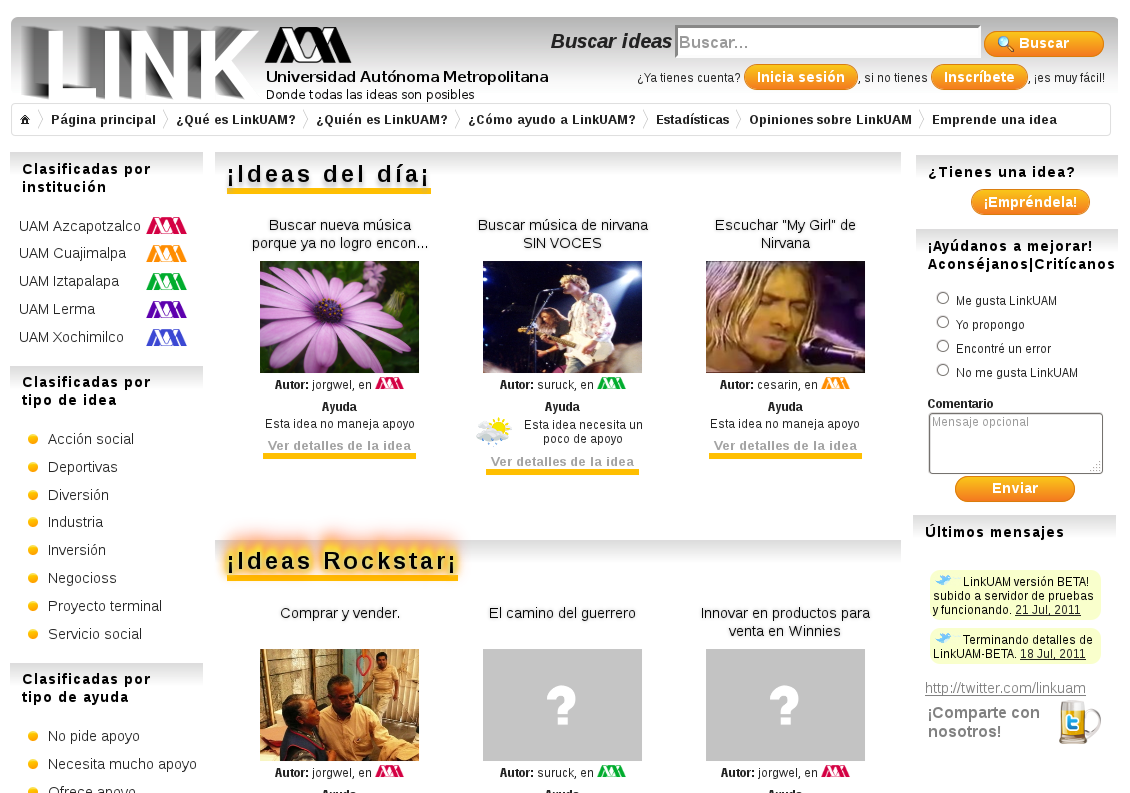 LINK
Universidad Autónoma Metropolitana
Donde todas las ideas son posibles
Buscar ideas
Buscar...
Buscar
¿Ya tienes cuenta? Inicia sesión, si no tienes Inscríbete, ¡es muy fácil!
Página principal ¿Qué es LinkUAM? ¿Quién es LinkUAM? ¿Cómo ayudo a LinkUAM? Estadísticas Opiniones sobre LinkUAM Emprende una idea
Clasificadas por
institución
UAM Azcapotzalco
UAM Cuajimalpa
UAM Iztapalapa
UAM Lerma
UAM Xochimilco
Clasificadas por
tipo de idea
Acción social
Deportivas
Diversión
Industria
Inversión
Negocioss
Proyecto terminal
Servicio social
Clasificadas por
tipo de ayuda
No pide apoyo
Necesita mucho apoyo
Ofrece apoyo
¡Ideas del día¡
Buscar nueva música
porque ya no logro encon...
Autor: jorgwel, en
Ayuda
Esta idea no maneja apoyo
Ver detalles de la idea
Buscar música de nirvana
SIN VOCES
Autor: suruck, en
Ayuda
Esta idea necesita un
poco de apoyo
Ver detalles de la idea
Escuchar "My Girl" de
Nirvana
Autor: cesarin, en
Ayuda
Esta idea no maneja apoyo
Ver detalles de la idea
¡Ideas Rockstar¡
Comprar y vender.
Autor: jorgwel, en
Ayuda
El camino del guerrero
?
Autor: suruck, en
Ayuda
Innovar en productos para
venta en Winnies
?
Autor: jorgwel, en
Ayuda
¿Tienes una idea?
¡Empréndela!
¡Ayúdanos a mejorar!
Aconséjanos|Critícanos
Me gusta LinkUAM
Yo propongo
Encontré un error
No me gusta LinkUAM
Comentario
Mensaje opcional
Enviar
Últimos mensajes
LinkUAM versión BETA!
subido a servidor de pruebas
y funcionando. 21 Jul, 2011
Terminando detalles de
LinkUAM-BETA. 18 Jul, 2011
http://twitter.com/linkuam
¡Comparte con
nosotros!